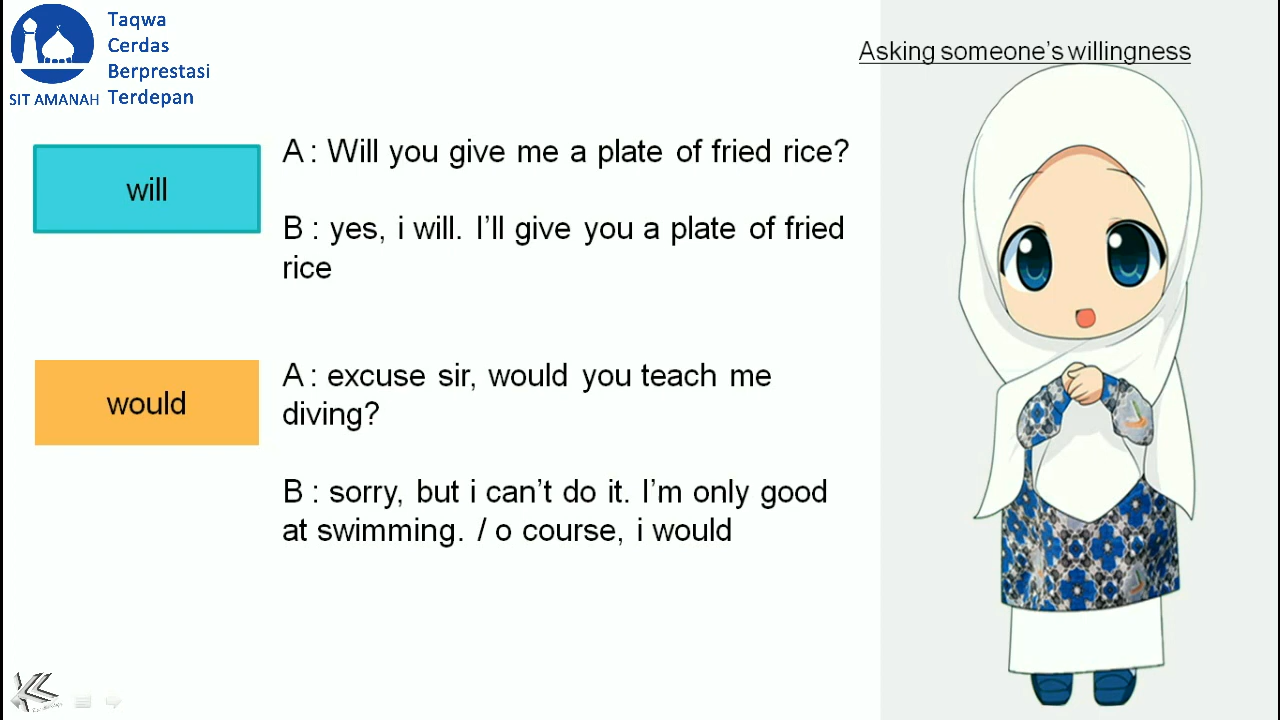 Taqwa
Cerdas
Berprestasi
SIT AMANAH Terdepan
Asking someone's willingness
will
A : Will you give me a plate of fried rice?
B : yes, i will. I'll give you a plate of fried
rice
would
A : excuse sir, would you teach me
diving?
B : sorry, but i can't do it. I'm only good
at swimming. / o course, i would